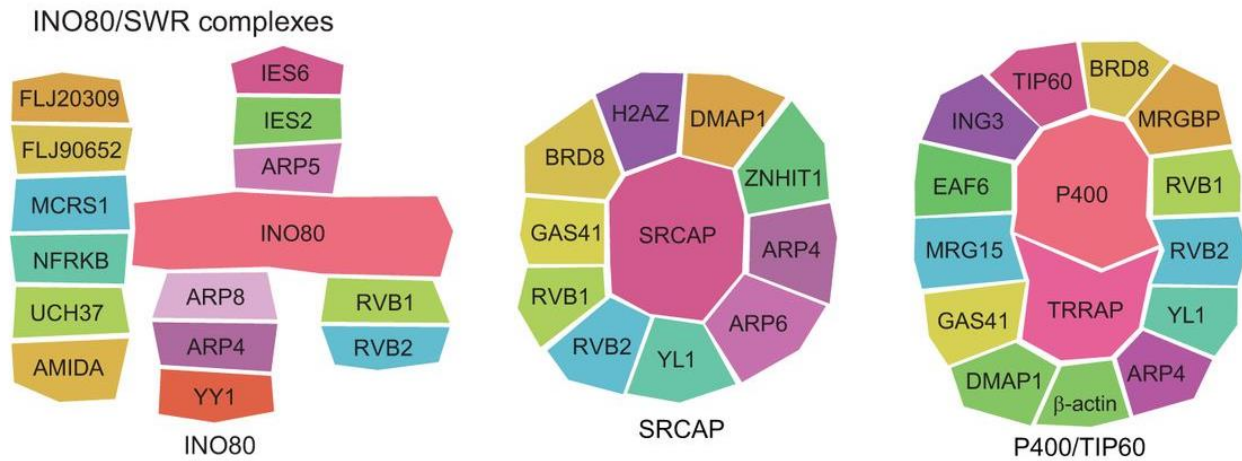 INO80/SWR complexes
FLJ20309
FLJ90652
MCRS1
NFRKB
UCH37
AMIDA
IES6
IES2
ARP5
INO80
ARP8
ARP4
YY1
RVB1
RVB2
INO80
H2AZ
DMAP1
BRD8
ZNHIT1
GAS41
SRCAP
ARP4
RVB1
ARP6
RVB2
YL1
SRCAP
TIP60
BRD8
ING3
MRGBP
EAF6
P400
RVB1
MRG15
RVB2
GAS41
TRRAP
YL1
DMAP1
β-actin
ARP4
P400/TIP60